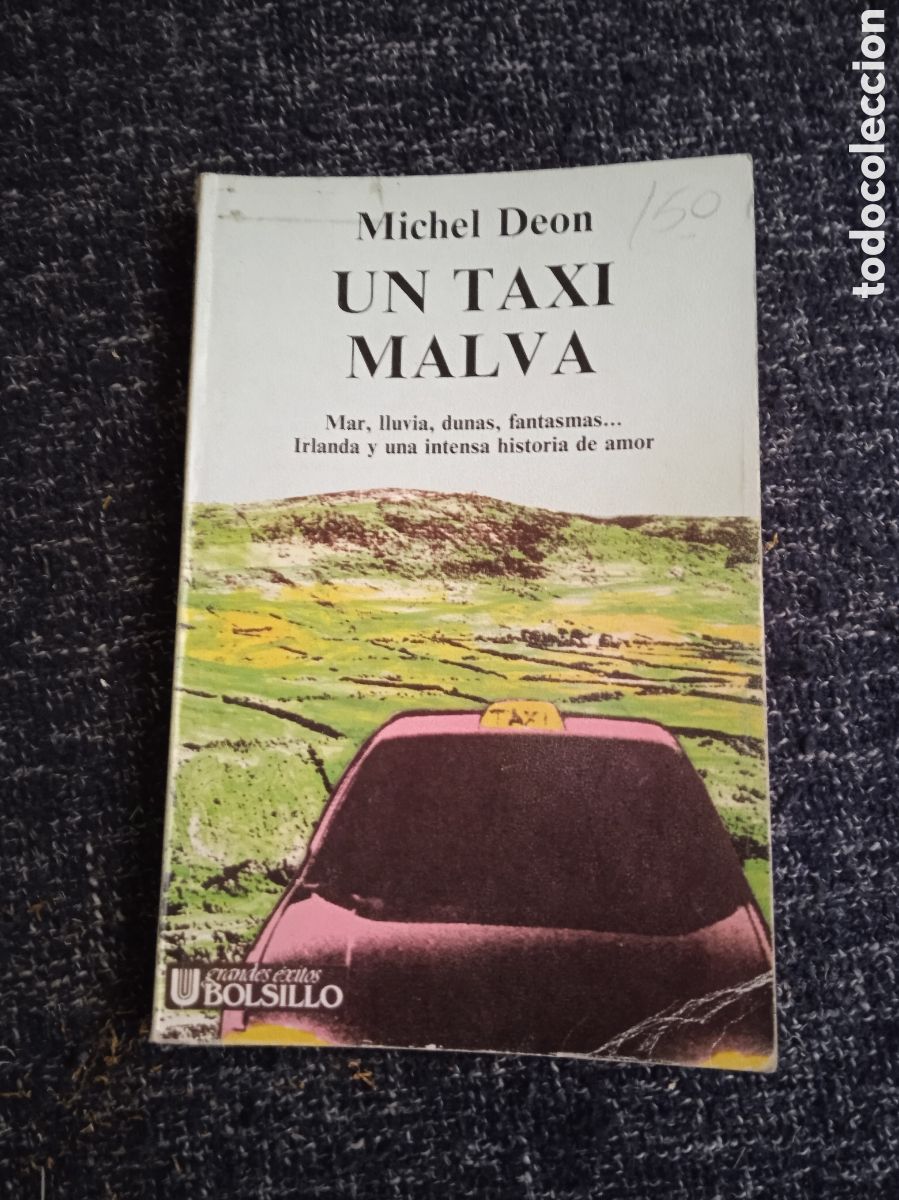 todocoleccion
Michel Deon
150
UN TAXI
MALVA
Mar, lluvia, dunas, fantasmas...
Irlanda y una intensa historia de amor
TAXI
grandes éxitos
BOLSILLO